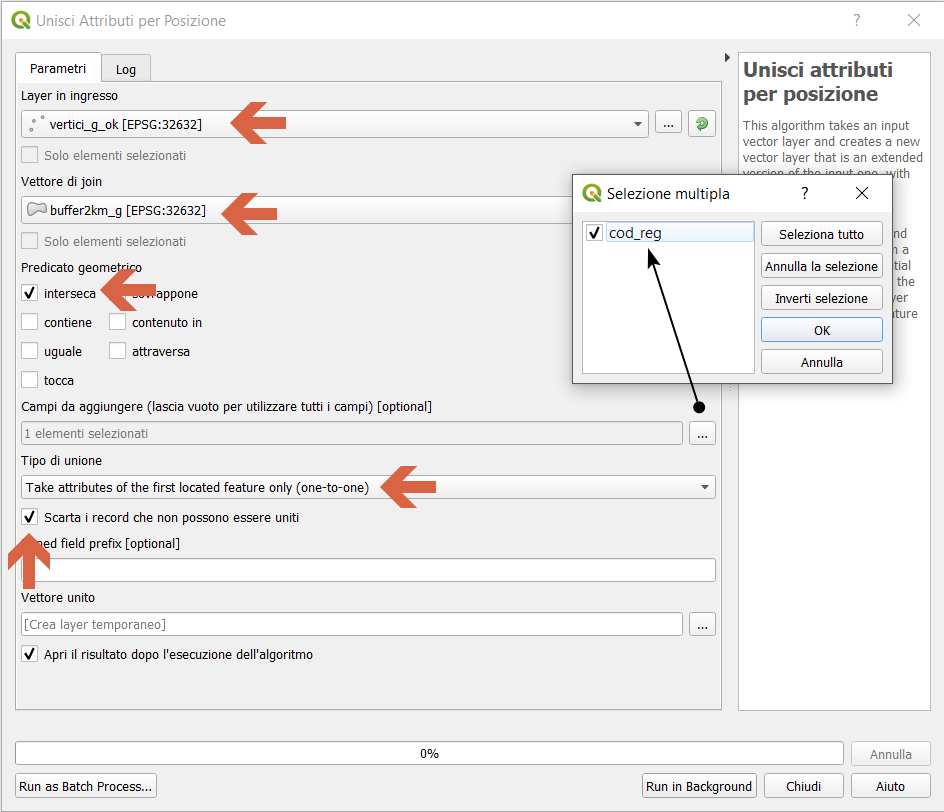 Unisci Attributi per Posizione
?
Parametri
Log
Layer in ingresso
vertici_g_ok [EPSG:32632]
...
Solo elementi selezionati
Vettore di join
buffer2km_g [EPSG:32632]
Solo elementi selezionati
Predicato geometrico
interseca
contiene
contenuto in
uguale
attraversa
tocca
Campi da aggiungere (lascia vuoto per utilizzare tutti i campi) [optional]
1 elementi selezionati
...
Tipo di unione
Take attributes of the first located feature only (one-to-one)
Scarta i record che non possono essere uniti
field prefix [optional]
Vettore unito
[Crea layer temporaneo]
...
Apri il risultato dopo l'esecuzione dell'algoritmo
Unisci attributi
per posizione
This algorithm takes an input
vector layer and creates a new
vector layer that is an extended
version of the input one, with
Selezione multipla
?
cod_reg
Seleziona tutto
Annulla la selezione
Inverti selezione
OK
Annulla
the
0%
Annulla
Run as Batch Process...
Run in Background
Chiudi
Aiuto